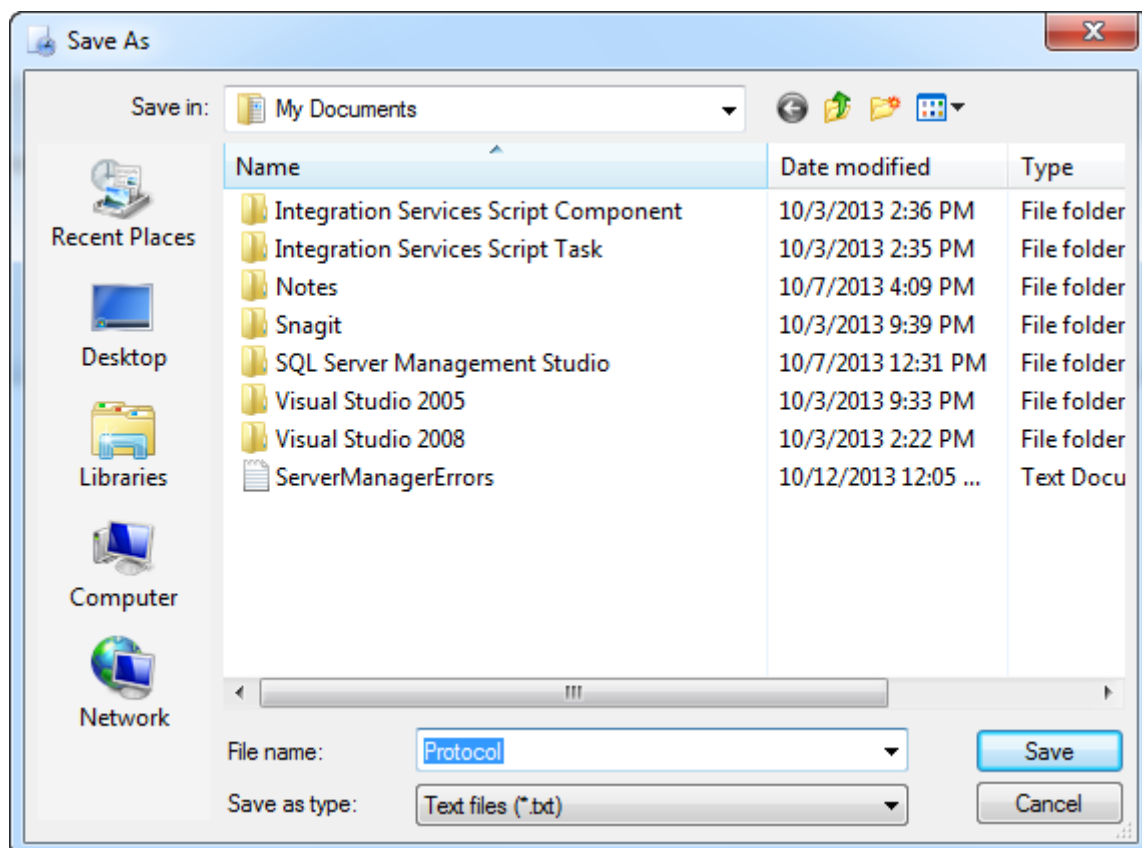 Save As
Save in: My Documents
Name Date modified Type
Integration Services Script Component 10/3/2013 2:36 PM File folder
Integration Services Script Task 10/3/2013 2:35 PM File folder
Notes 10/7/2013 4:09 PM File folder
Snagit 10/3/2013 9:39 PM File folder
SQL Server Management Studio 10/7/2013 12:31 PM File folder
Visual Studio 2005 10/3/2013 9:33 PM File folder
Visual Studio 2008 10/3/2013 2:22 PM File folder
ServerManagerErrors 10/12/2013 12:05 ... Text Docu
Recent Places
Desktop
Libraries
Computer
Network
File name: Protocol Save
Save as type: Text files (*.txt) Cancel